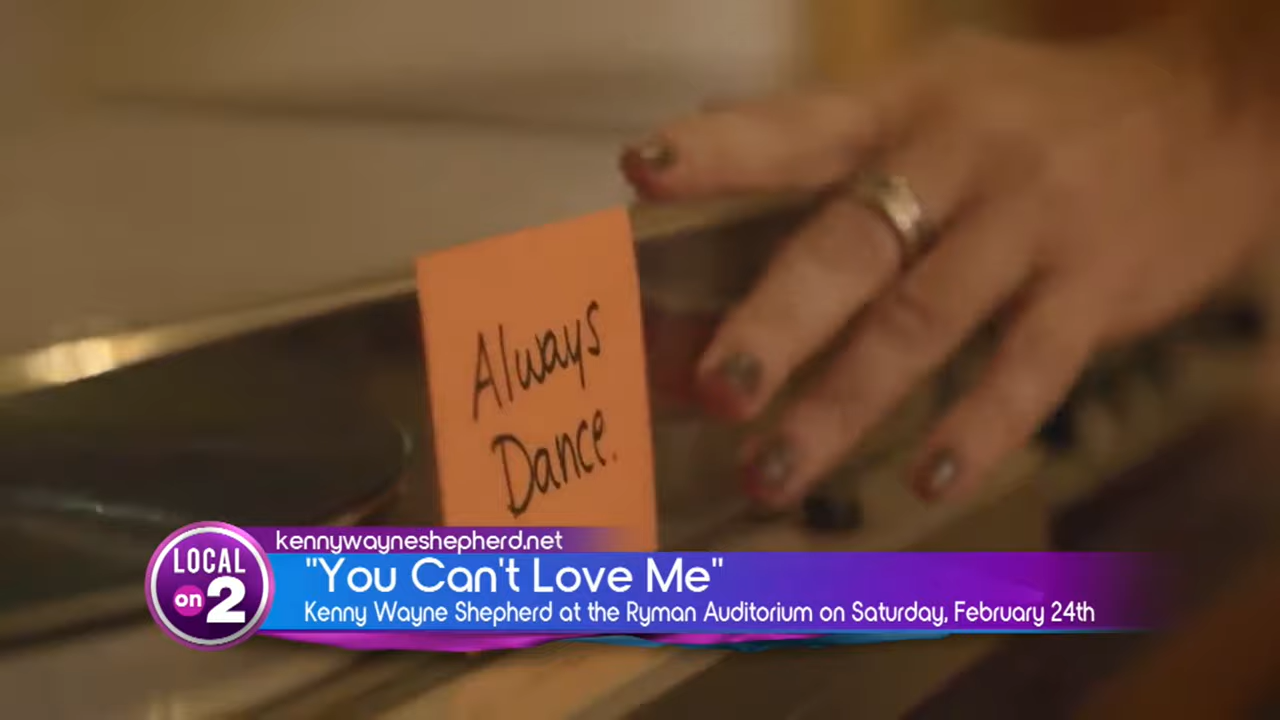 Always
Dance.
kennywayneshepherd.net
LOCAL
on 2
"You Can't Love Me"
Kenny Wayne Shepherd at the Ryman Auditorium on Saturday, February 24th